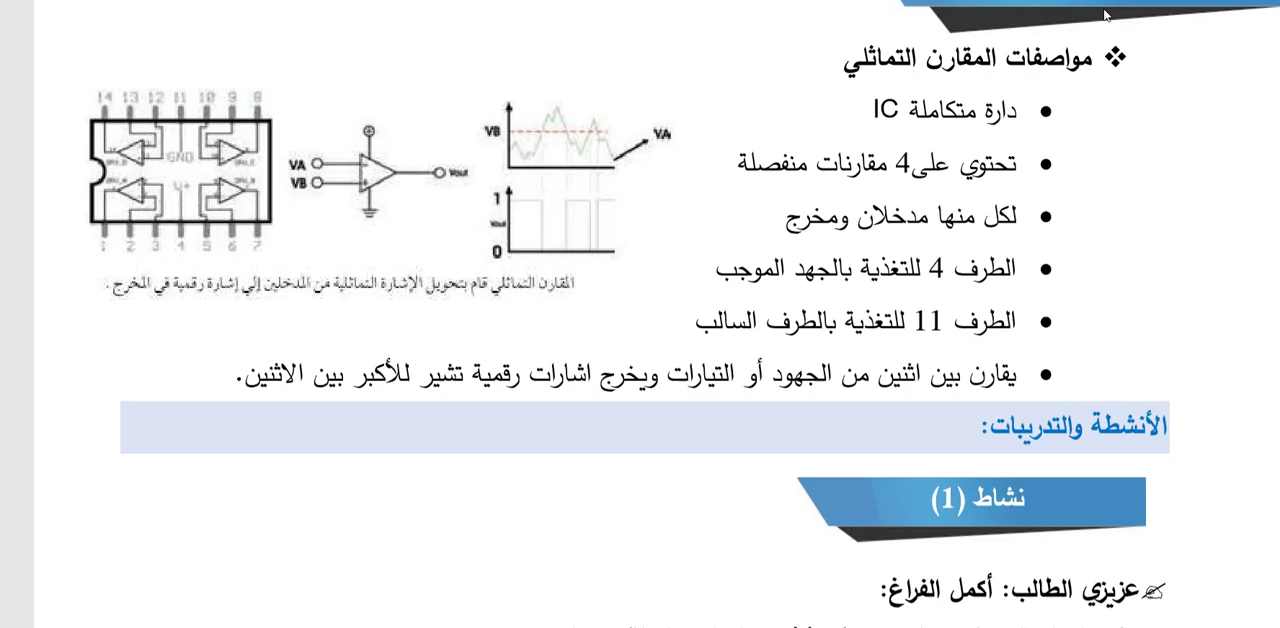 ❖ مواصفات المقارن التماثلي
• دارة متكاملة IC
• تحتوي على4 مقارنات منفصلة
• لكل منها مدخلان ومخرج
• الطرف 4 للتغذية بالجهد الموجب
• الطرف 11 للتغذية بالطرف السالب
• يقارن بين اثنين من الجهود أو التيارات ويخرج اشارات رقمية تشير للأكبر بين الاثنين.
14 13 12 11 10 9 8
GND
V+
1 2 3 4 5 6 7
VA
VB
Vout
VB
VA
1
Vout
0
المقارن التماثلي قام بتحويل الإشارة التماثلية من المدخلين إلي إشارة رقمية في المخرج .
الأنشطة والتدريبات:
نشاط (1)
عزيزي الطالب: أكمل الفراغ: